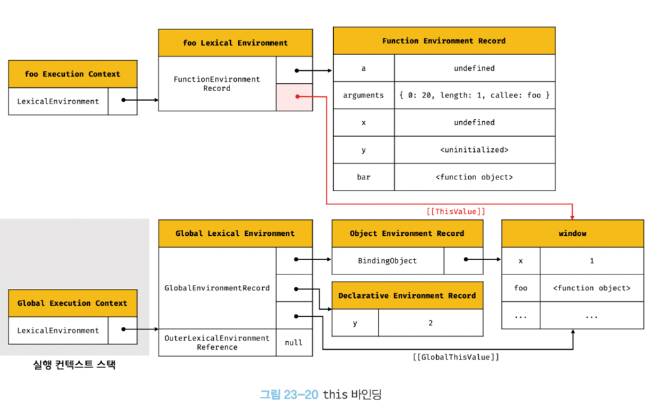 foo Execution Context
LexicalEnvironment
foo Lexical Environment
FunctionEnvironment
Record
Function Environment Record
a undefined
arguments { 0: 20, length: 1, callee: foo }
x undefined
y <uninitialized>
bar <function object>
[[ThisValue]]
Global Execution Context
LexicalEnvironment
실행 컨텍스트 스택
Global Lexical Environment
GlobalEnvironmentRecord
OuterLexicalEnvironment
Reference
null
Object Environment Record
BindingObject
Declarative Environment Record
y 2
window
x 1
foo <function object>
... ...
[[GlobalThisValue]]
그림 23-20 this 바인딩